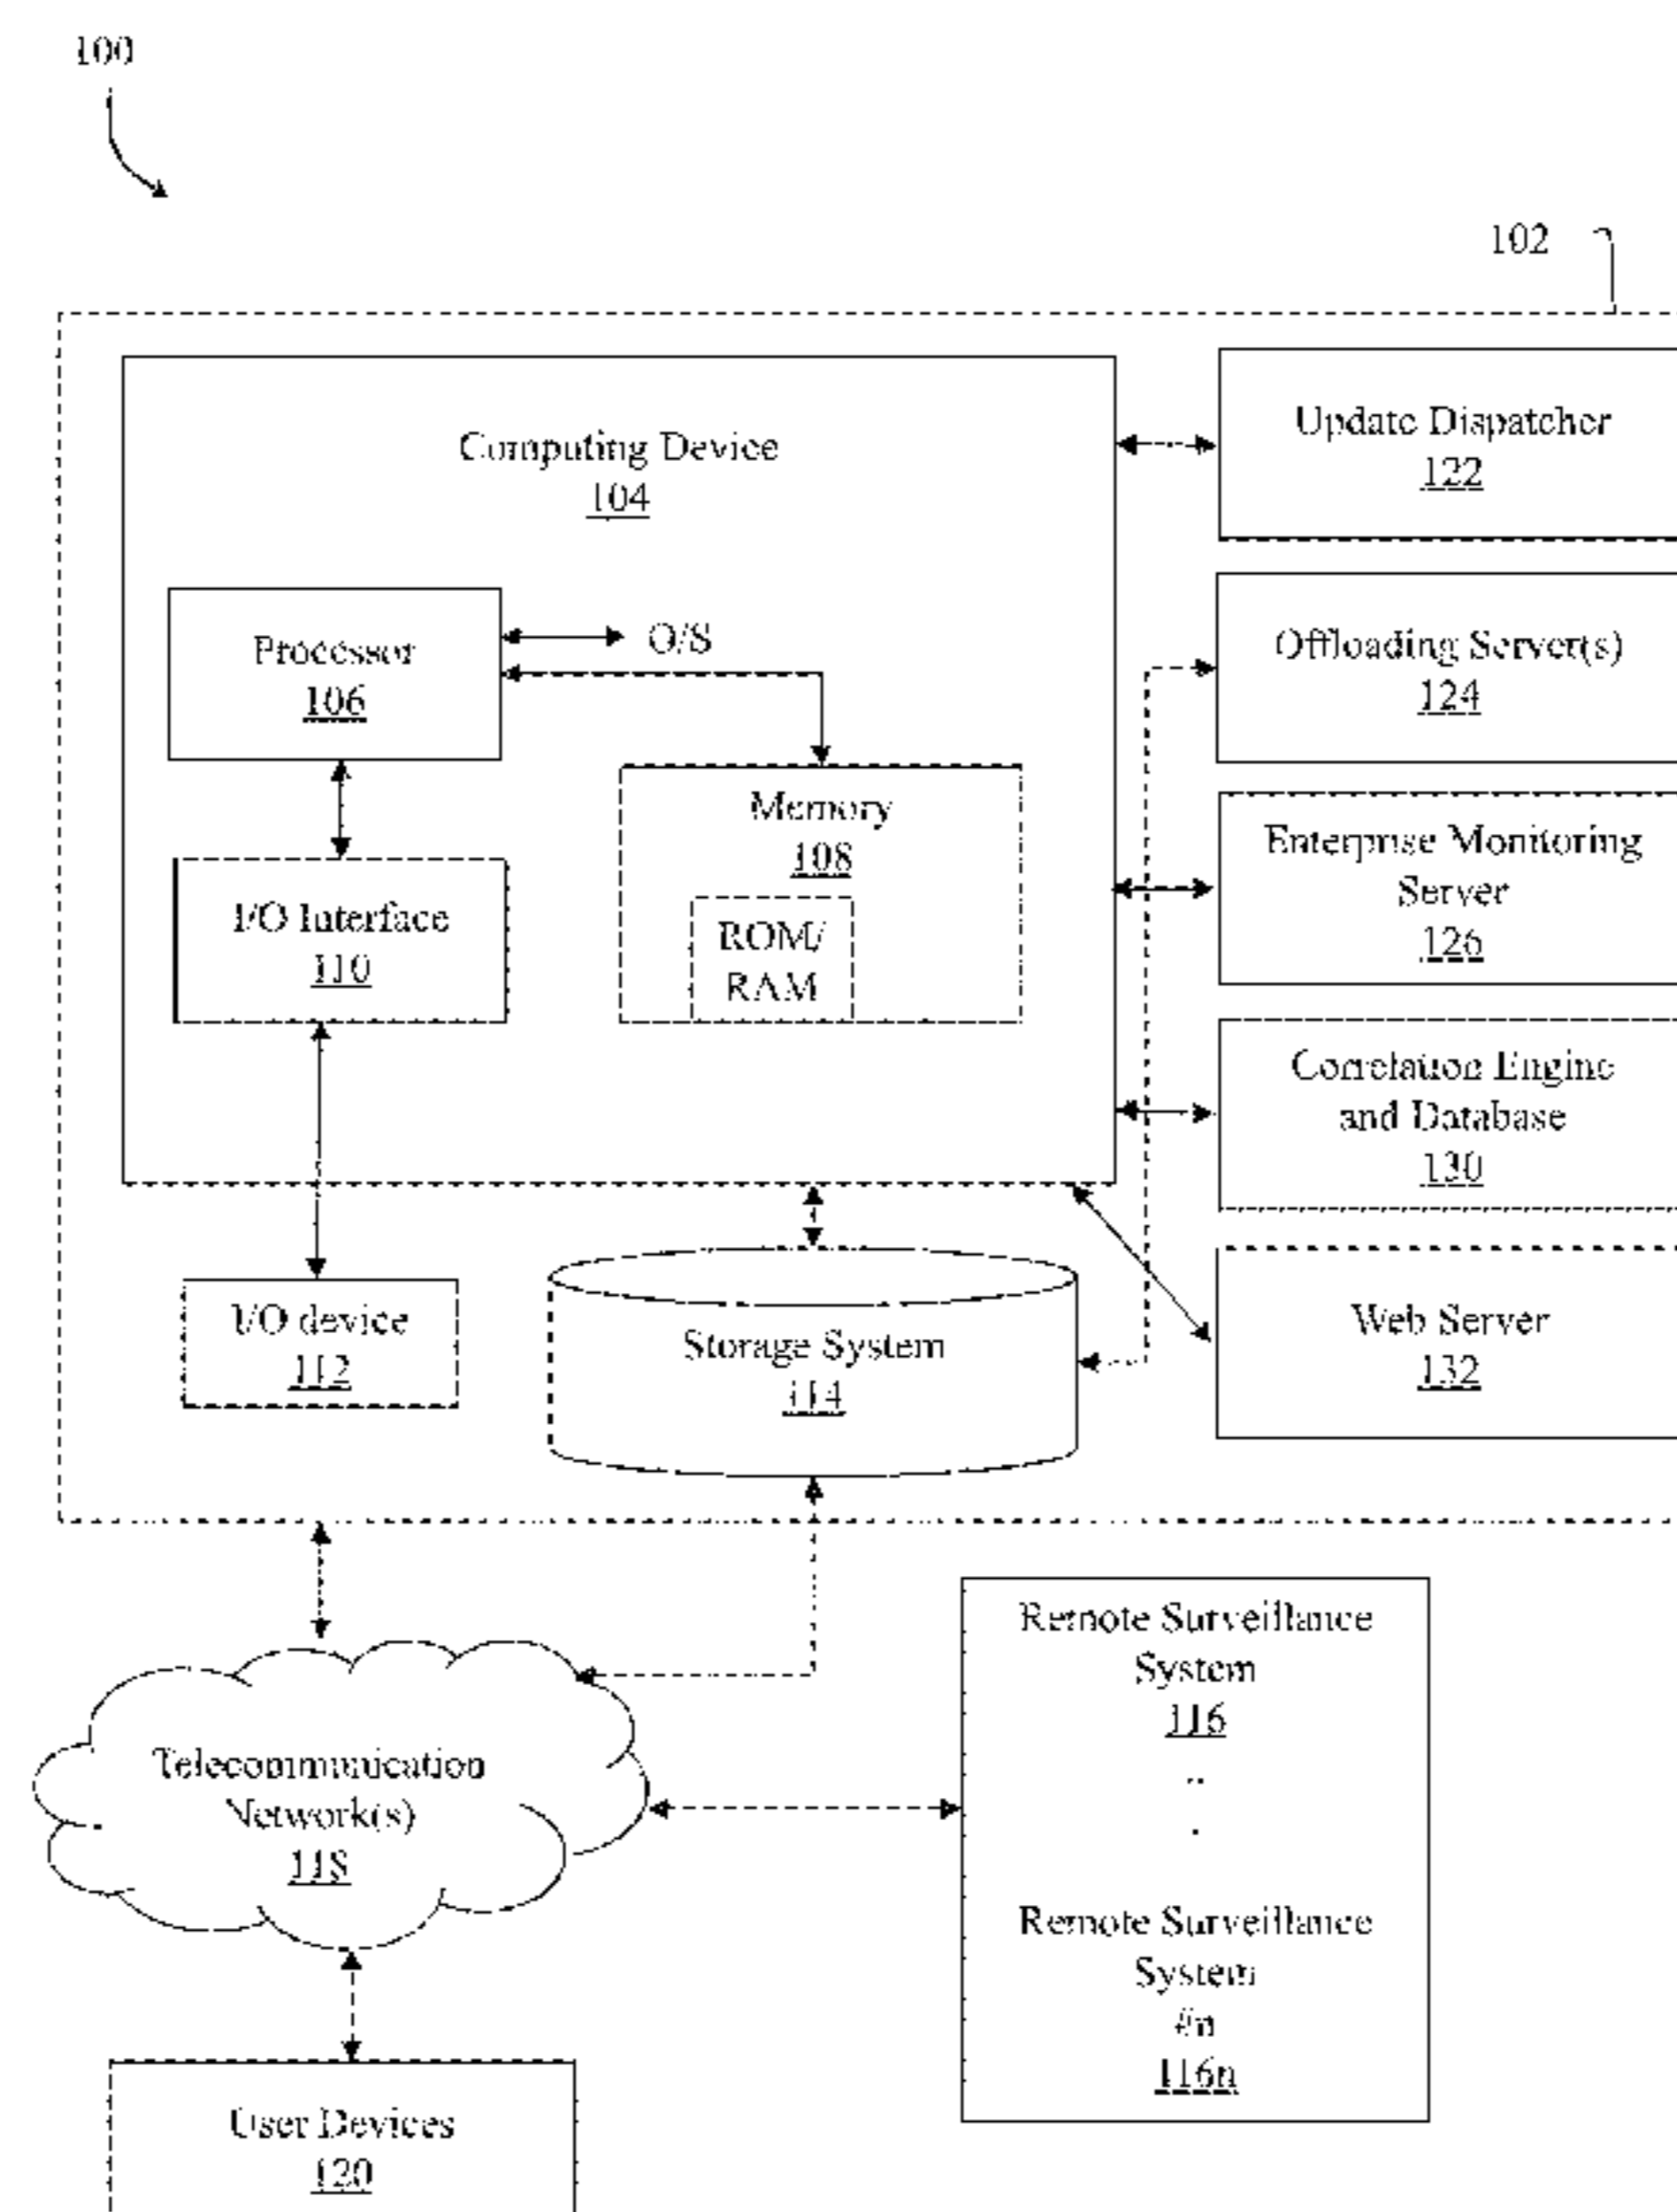 100
102
Computing Device
104
Update Dispatcher
122
Processor
106
O/S
Offloading Server(s)
124
Memory
108
ROM/
RAM
I/O Interface
110
Enterprise Monitoring
Server
126
Correlation Engine
and Database
130
I/O device
112
Storage System
114
Web Server
132
Remote Surveillance
System
116
Telecommunication
Network(s)
118
Remote Surveillance
System
#n
116n
User Devices
120